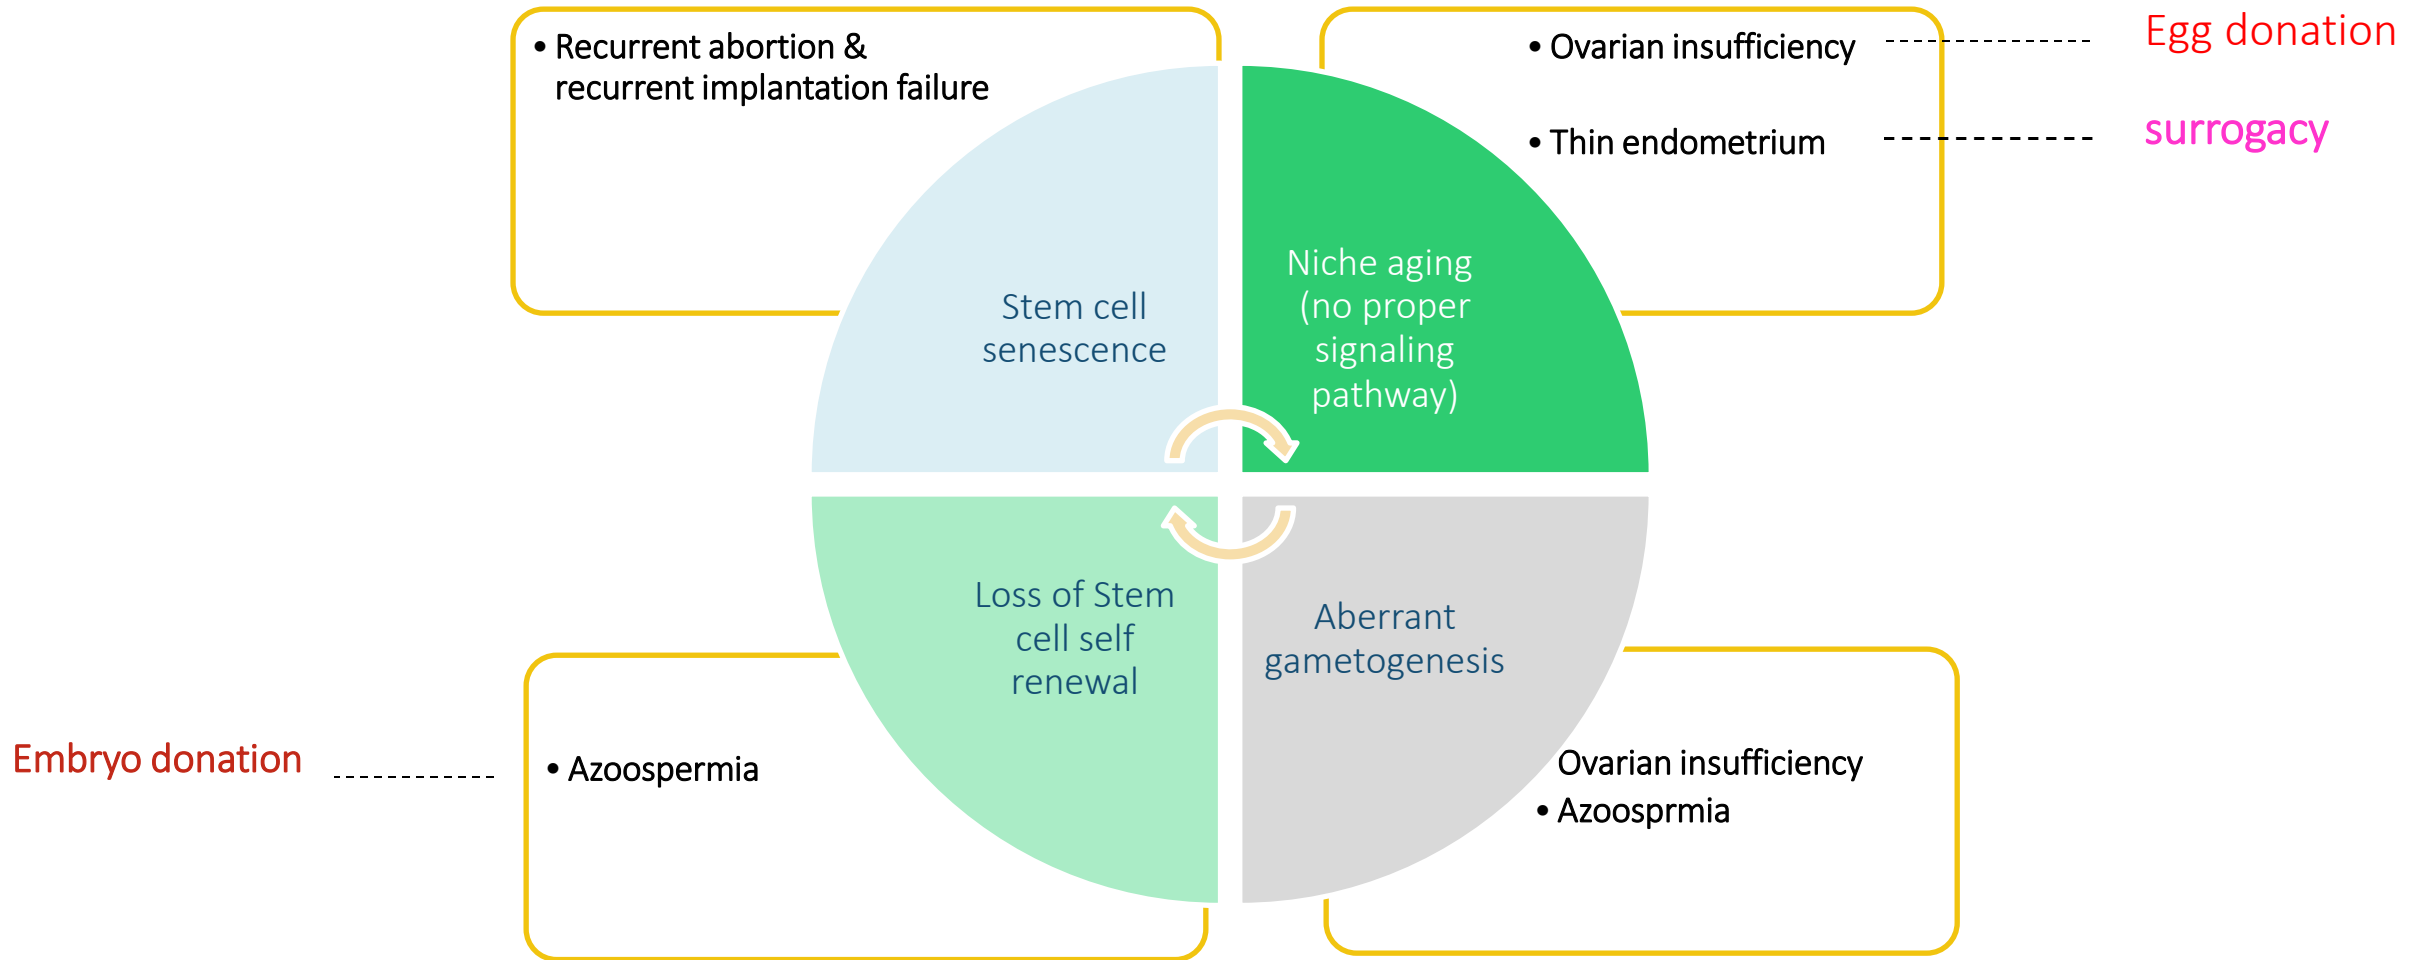 • Recurrent abortion &
recurrent implantation failure
• Ovarian insufficiency
Egg donation
• Thin endometrium
surrogacy
Stem cell
senescence
Niche aging
(no proper
signaling
pathway)
Loss of Stem
cell self
renewal
Aberrant
gametogenesis
Embryo donation
• Azoospermia
Ovarian insufficiency
• Azoosprmia